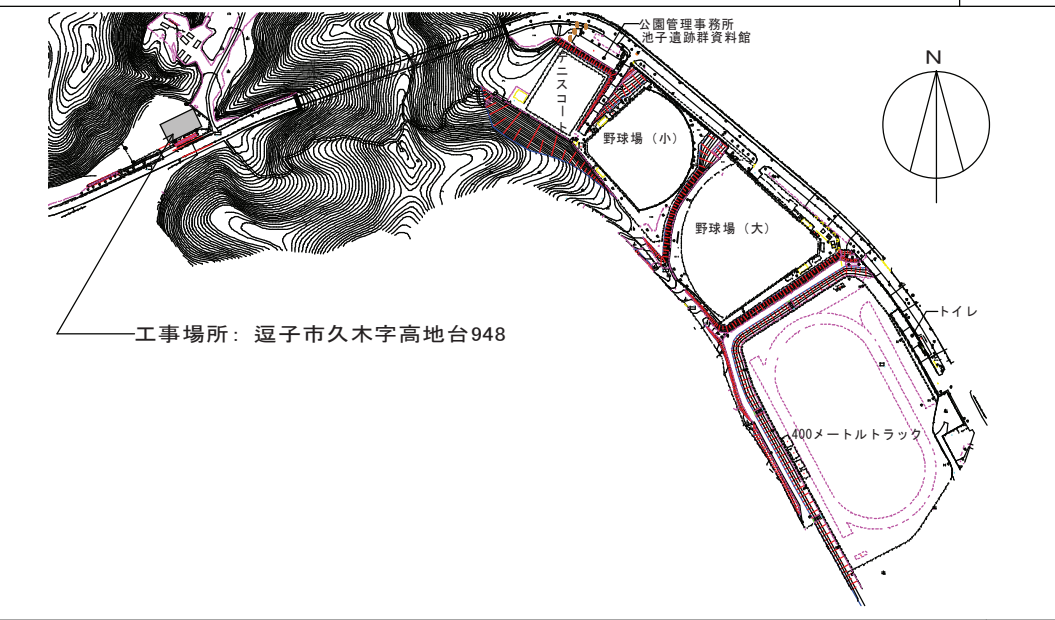 公園管理事務所
池子遺跡群資料館
N
テニスコート
野球場（小）
野球場（大）
トイレ
工事場所： 逗子市久木字高地台948
400メートルトラック